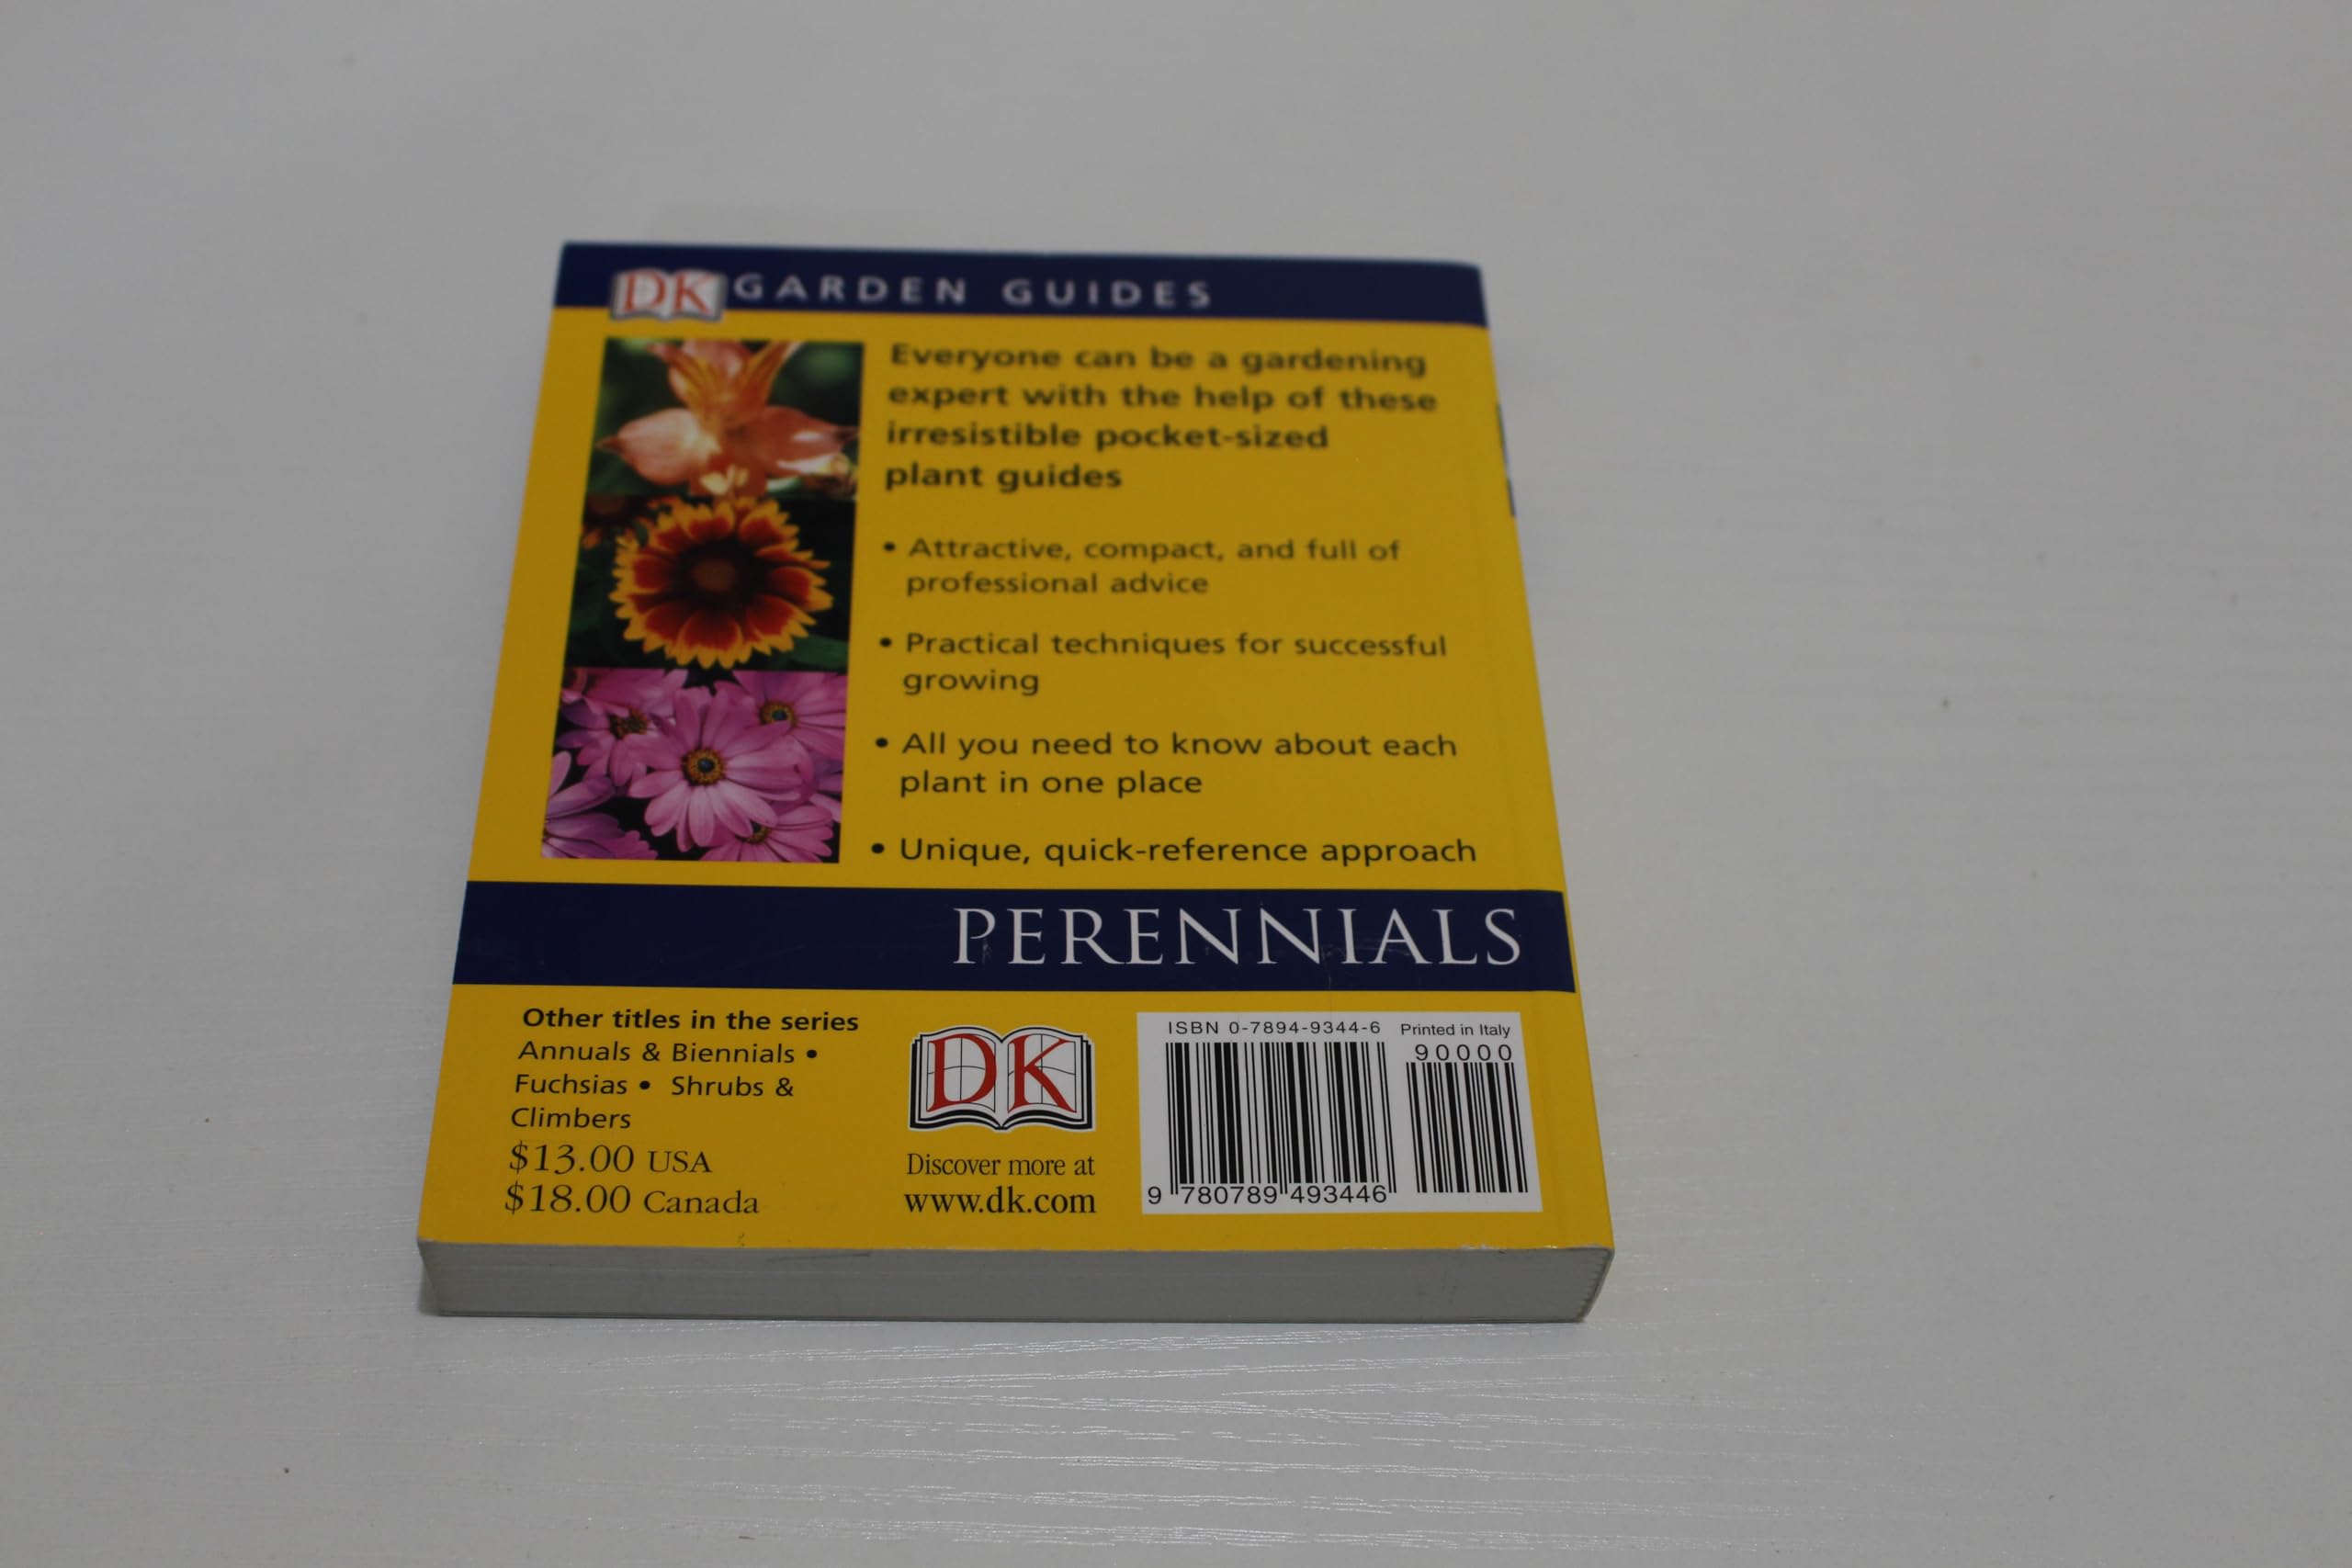 DK GARDEN GUIDES
Everyone can be a gardening
expert with the help of these
irresistible pocket-sized
plant guides
• Attractive, compact, and full of
professional advice
• Practical techniques for successful
growing
• All you need to know about each
plant in one place
• Unique, quick-reference approach
PERENNIALS
Other titles in the series
Annuals & Biennials •
Fuchsias • Shrubs &
Climbers
$13.00 USA
$18.00 Canada
DK
Discover more at
www.dk.com
ISBN 0-7894-9344-6 Printed in Italy
90000
9 780789 493446